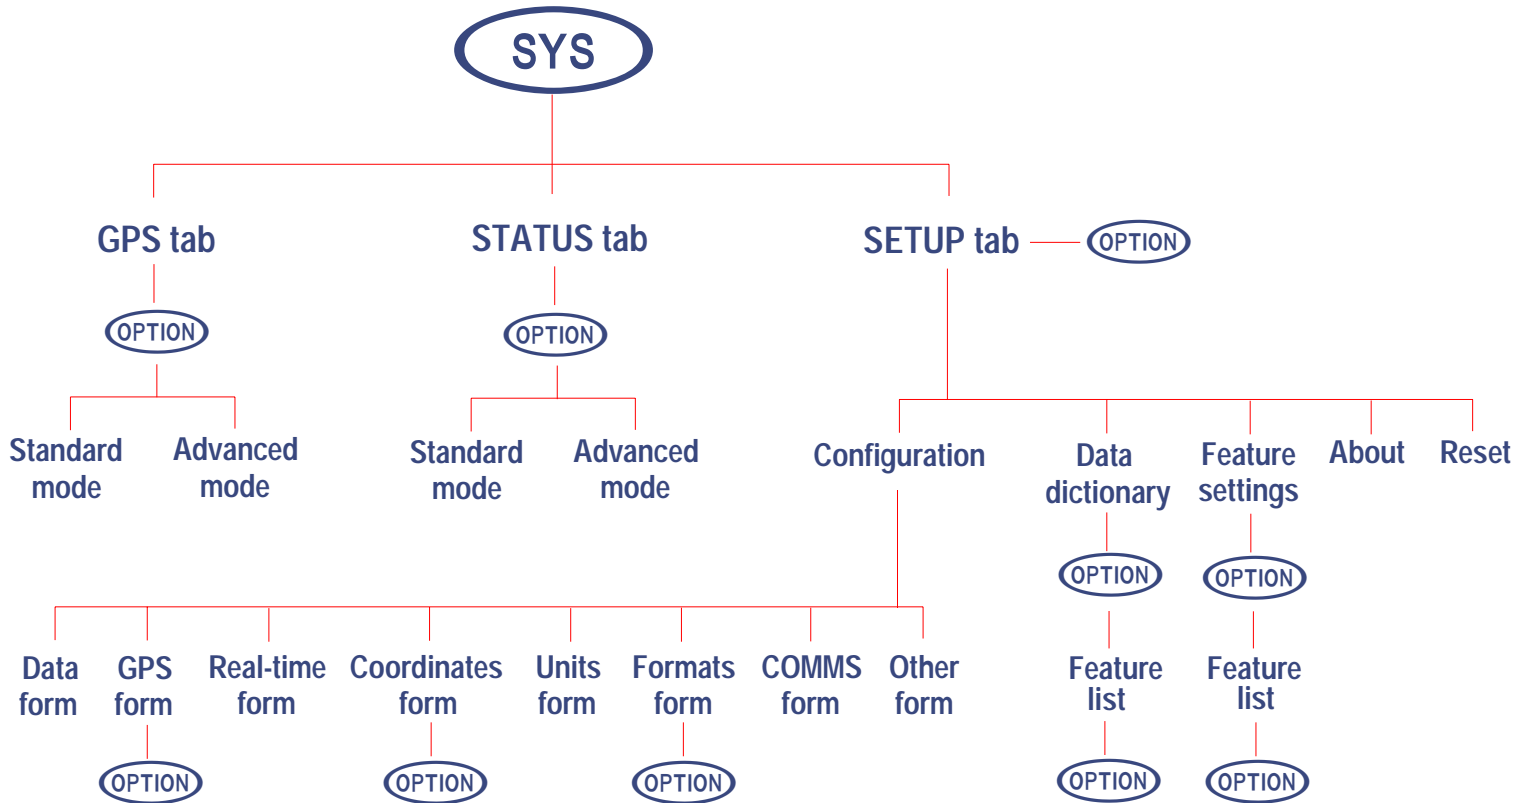 SYS
GPS tab
STATUS tab
SETUP tab
OPTION
OPTION
OPTION
Standard
mode
Advanced
mode
Standard
mode
Advanced
mode
Configuration
Data
dictionary
Feature
settings
About
Reset
OPTION
OPTION
Data
form
GPS
form
Real-time
form
Coordinates
form
Units
form
Formats
form
COMMS
form
Other
form
Feature
list
Feature
list
OPTION
OPTION
OPTION
OPTION
OPTION